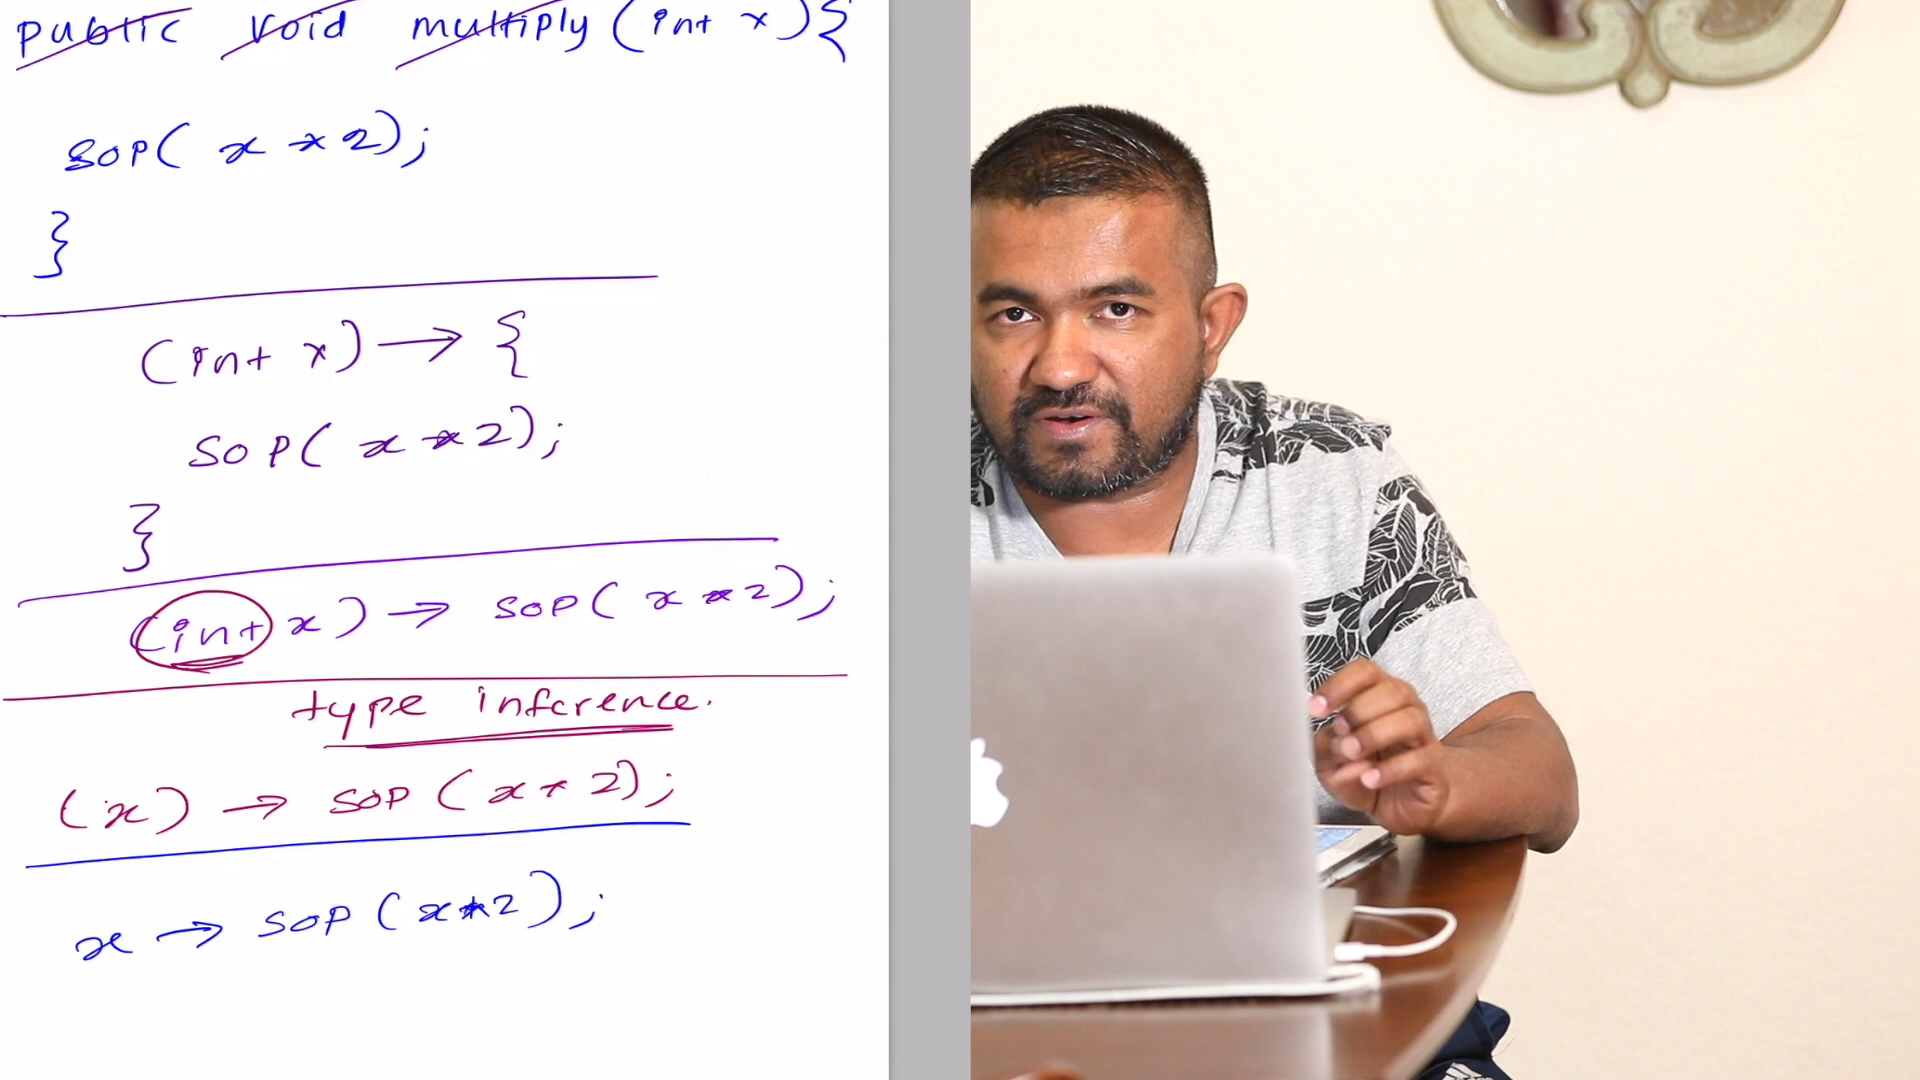 public void multiply (int x){
SOP( x * 2);
}
(int x) → {
SOP( x * 2);
}
(int x) → SOP( x * 2);
type inference.
(x) → SOP ( x * 2);
x → SOP ( x * 2);